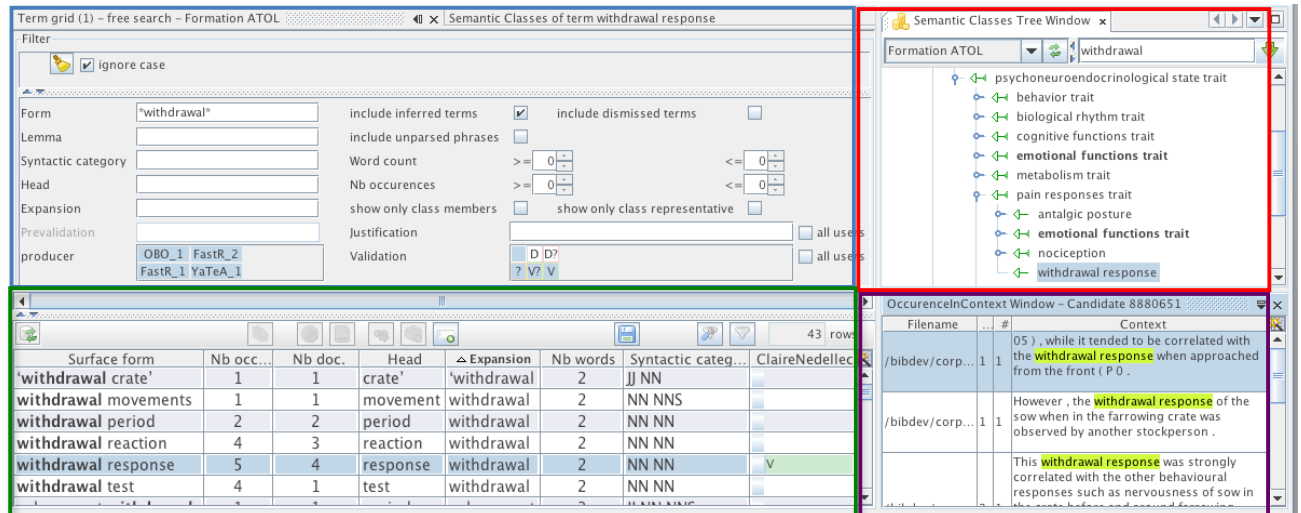 Term grid (1) – free search – Formation ATOL
Semantic Classes of term withdrawal response
Filter
ignore case
Form *withdrawal* include inferred terms include dismissed terms
Lemma include unparsed phrases
Syntactic category Word count >= 0 <= 0
Head Nb occurences >= 0 <= 0
Expansion show only class members show only class representative
Prevalidation Justification all users
producer OBO_1 FastR_2 Validation D D? all users
FastR_1 YaTeA_1 ? V? V
43 rows
Surface form Nb occ... Nb doc. Head Expansion Nb words Syntactic categ... ClaireNedellec
'withdrawal crate' 1 1 crate' 'withdrawal 2 JJ NN
withdrawal movements 1 1 movement withdrawal 2 NN NNS
withdrawal period 2 2 period withdrawal 2 NN NN
withdrawal reaction 4 3 reaction withdrawal 2 NN NN
withdrawal response 5 4 response withdrawal 2 NN NN V
withdrawal test 4 1 test withdrawal 2 NN NN
Semantic Classes Tree Window
Formation ATOL withdrawal
psychoneuroendocrinological state trait
behavior trait
biological rhythm trait
cognitive functions trait
emotional functions trait
metabolism trait
pain responses trait
antalgic posture
emotional functions trait
nociception
withdrawal response
OccurenceInContext Window – Candidate 8880651
Filename ... # Context
05 ) , while it tended to be correlated with
/bibdev/corp... 1 1 the withdrawal response when approached
from the front ( P 0 .
However , the withdrawal response of the
/bibdev/corp... 1 1 sow when in the farrowing crate was
observed by another stockperson .
This withdrawal response was strongly
correlated with the other behavioural
responses such as nervousness of sow in